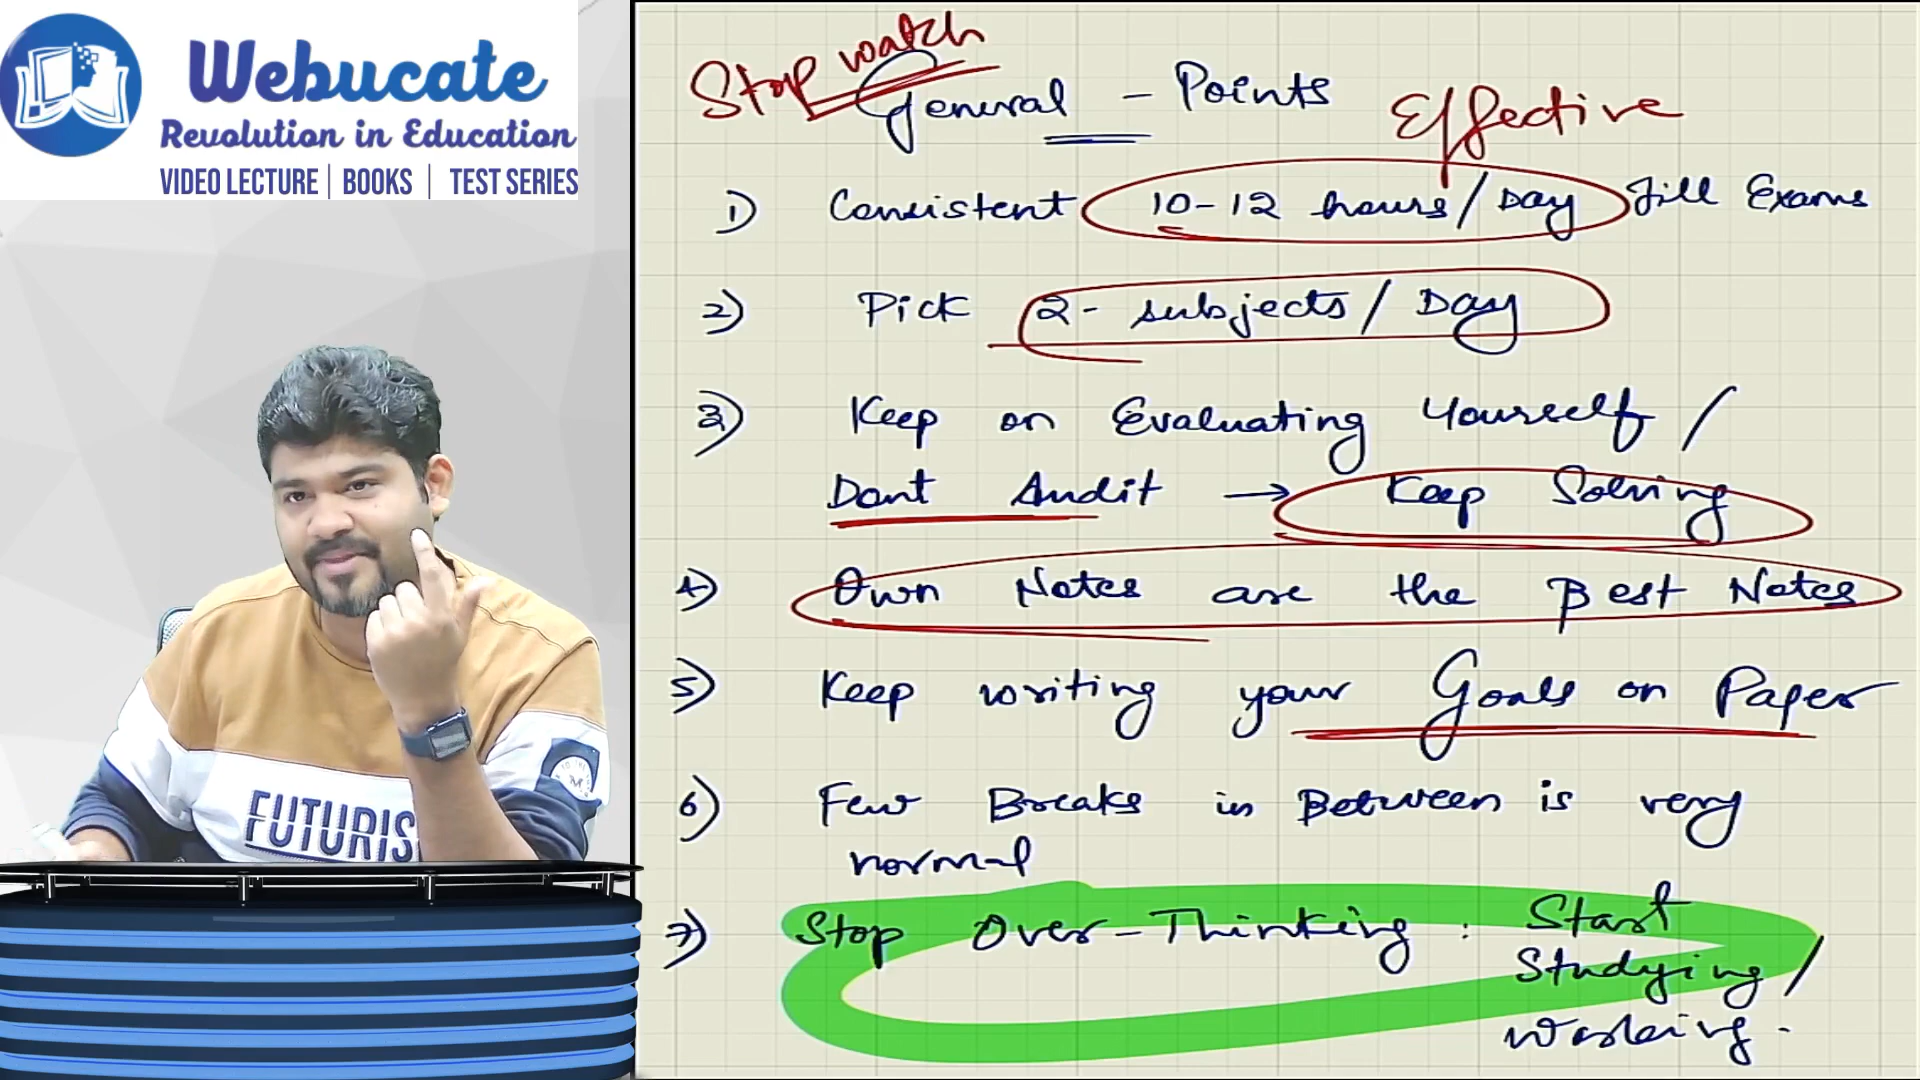 Webucate
Revolution in Education
VIDEO LECTURE | BOOKS | TEST SERIES
FUTURIS
Stop watch
General - Points
Effective
1) Consistent 10-12 hours/Day Till Exams
2) Pick 2- subjects / Day
3) Keep on Evaluating Yourself /
Dont Audit → Keep Solving
4) Own Notes are the Best Notes
5) Keep writing your Goals on Paper
6) Few Breaks in Between is very
normal
7) Stop Over-Thinking : Start
Studying /
working.